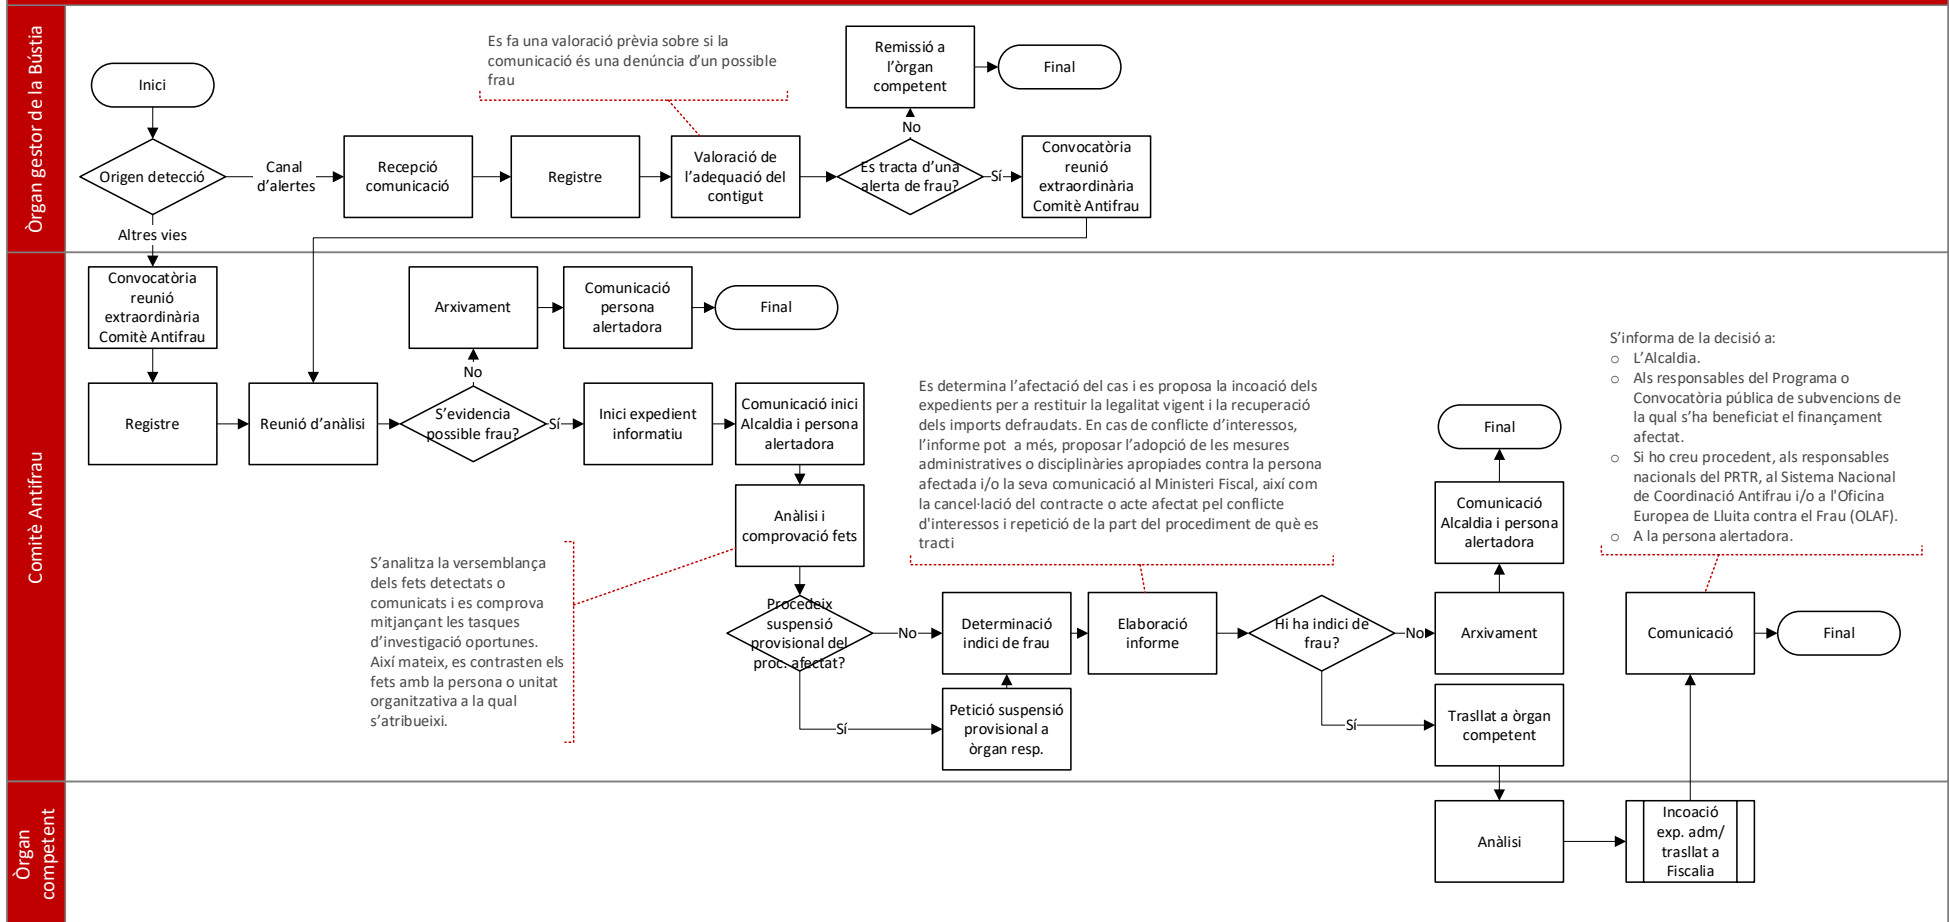 Òrgan gestor de la Bústia
Inici
Origen detecció
Canal
d’alertes
Altres vies
Recepció
comunicació
Registre
Es fa una valoració prèvia sobre si la
comunicació és una denúncia d’un possible
frau
Valoració de
l’adequació del
contigut
Es tracta d’una
alerta de frau?
No
Remissió a
l’òrgan
competent
Final
Sí
Convocatòria
reunió
extraordinària
Comitè Antifrau
Comitè Antifrau
Convocatòria
reunió
extraordinària
Comitè Antifrau
Registre
Reunió d’anàlisi
S’evidencia
possible frau?
No
Arxivament
Comunicació
persona
alertadora
Final
Sí
Inici expedient
informatiu
Comunicació inici
Alcaldia i persona
alertadora
Anàlisi i
comprovació fets
S’analitza la versemblança
dels fets detectats o
comunicats i es comprova
mitjançant les tasques
d’investigació oportunes.
Així mateix, es contrasten els
fets amb la persona o unitat
organitzativa a la qual
s’atribueixi.
Procedeix
suspensió
provisional del
proc. afectat?
No
Sí
Petició suspensió
provisional a
òrgan resp.
Determinació
indici de frau
Es determina l’afectació del cas i es proposa la incoació dels
expedients per a restituir la legalitat vigent i la recuperació
dels imports defraudats. En cas de conflicte d’interessos,
l’informe pot  a més, proposar l’adopció de les mesures
administratives o disciplinàries apropiades contra la persona
afectada i/o la seva comunicació al Ministeri Fiscal, així com
la cancel·lació del contracte o acte afectat pel conflicte
d'interessos i repetició de la part del procediment de què es
tracti
Elaboració
informe
Hi ha indici de
frau?
No
Arxivament
Comunicació
Alcaldia i persona
alertadora
Final
Sí
Trasllat a òrgan
competent
S’informa de la decisió a:
o L’Alcaldia.
o Als responsables del Programa o
Convocatòria pública de subvencions de
la qual s’ha beneficiat el finançament
afectat.
o Si ho creu procedent, als responsables
nacionals del PRTR, al Sistema Nacional
de Coordinació Antifrau i/o a l'Oficina
Europea de Lluita contra el Frau (OLAF).
o A la persona alertadora.
Comunicació
Final
Òrgan
competent
Anàlisi
Incoació
exp. adm/
trasllat a
Fiscalia